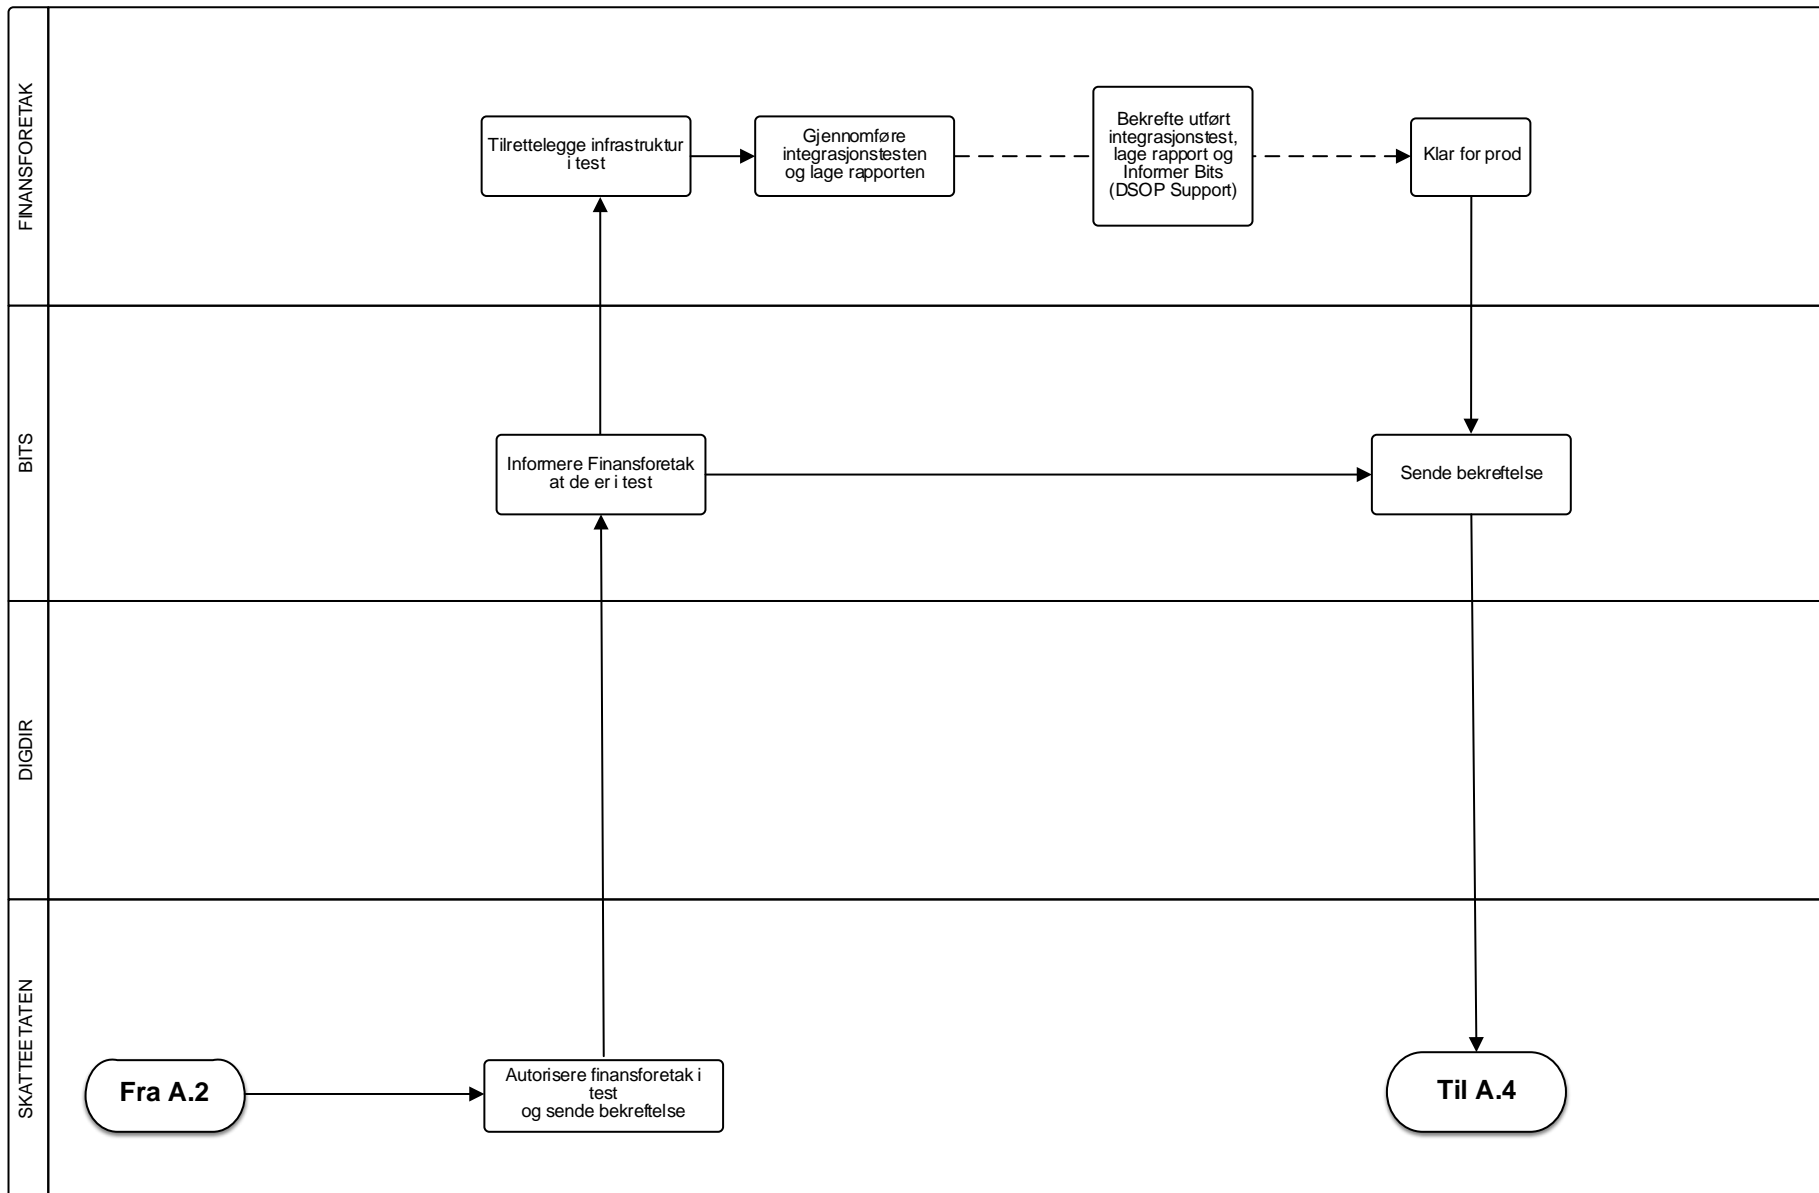 FINANSFORETAK
Tilrettelegge infrastruktur
i test
Gjennomføre
integrasjonstesten
og lage rapporten
Bekrefte utført
integrasjonstest,
lage rapport og
Informer Bits
(DSOP Support)
Klar for prod
BITS
Informere Finansforetak
at de er i test
Sende bekreftelse
DIGDIR
SKATTEETATEN
Fra A.2
Autorisere finansforetak i
test
og sende bekreftelse
Til A.4